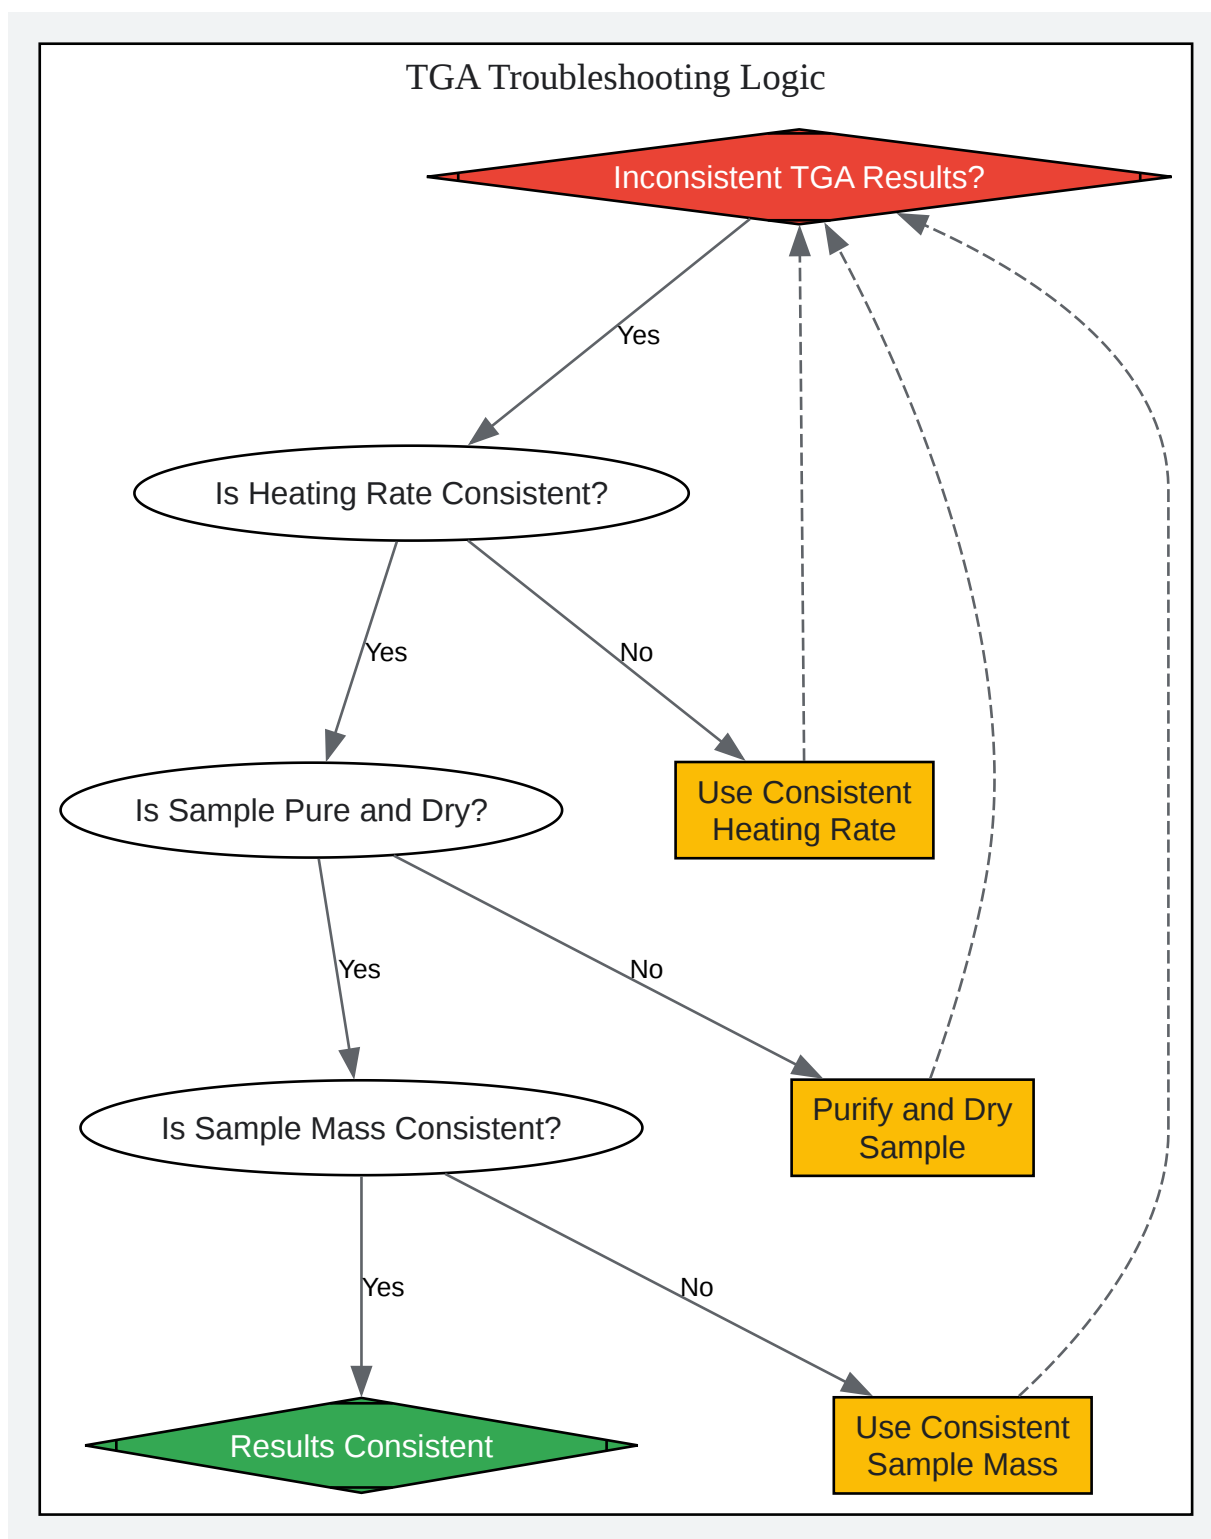 TGA Troubleshooting Logic
Inconsistent TGA Results?
Yes
Is Heating Rate Consistent?
Yes
No
Is Sample Pure and Dry?
Use Consistent
Heating Rate
Yes
No
Is Sample Mass Consistent?
Purify and Dry
Sample
Yes
No
Results Consistent
Use Consistent
Sample Mass